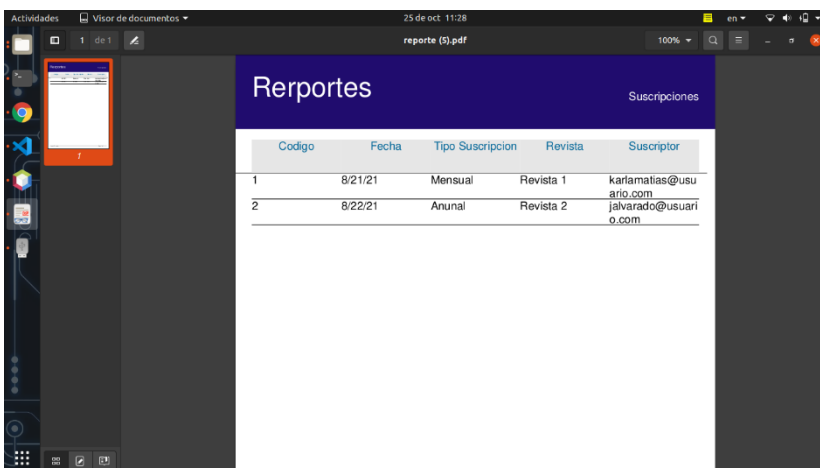 Actividades Visor de documentos 25 de oct 11:28 en
1 de 1 reporte (5).pdf 100%
Rerportes
Suscripciones
Codigo Fecha Tipo Suscripcion Revista Suscriptor
1 8/21/21 Mensual Revista 1 karlamatias@usu
ario.com
2 8/22/21 Anunal Revista 2 jalvarado@usuari
o.com
1